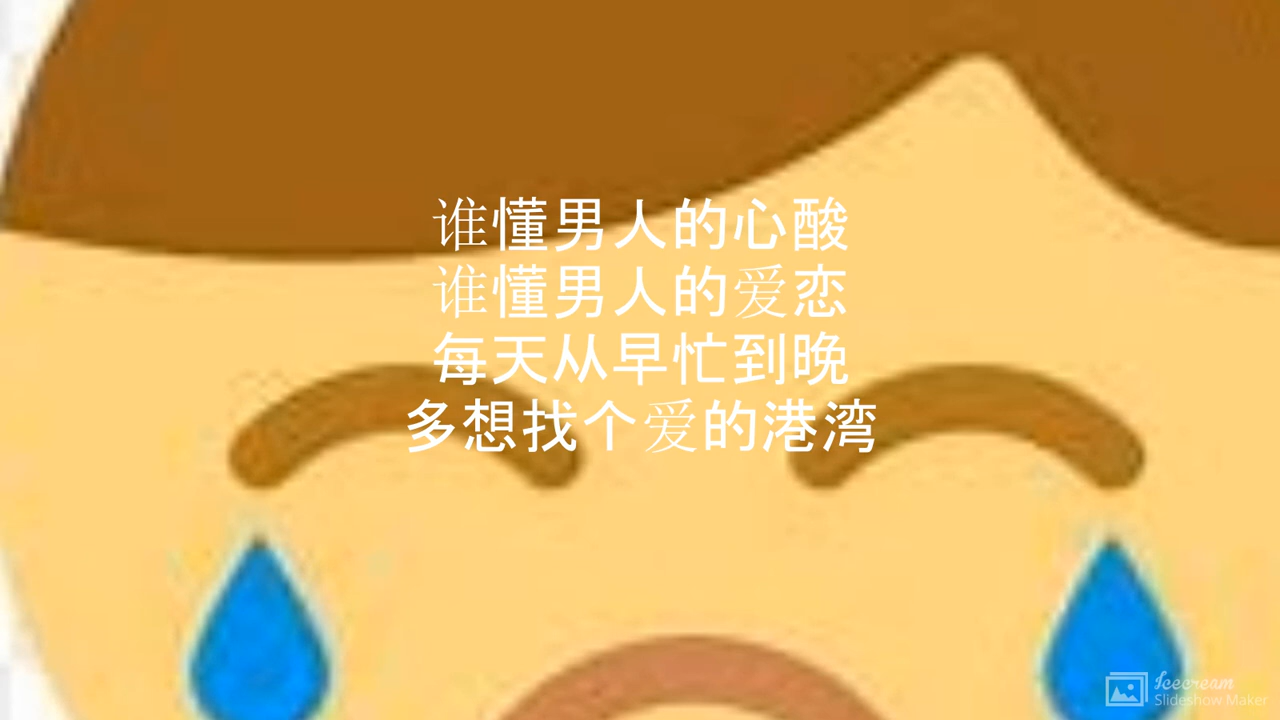 谁懂男人的心酸
谁懂男人的爱恋
每天从早忙到晚
多想找个爱的港湾
Icecream
Slideshow Maker